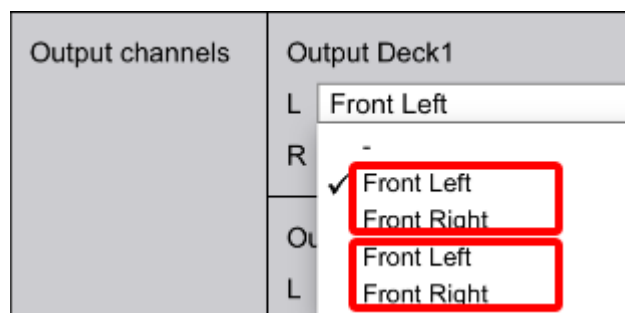 Output channels
Output Deck1
L Front Left
R
-
✓ Front Left
Front Right
Front Left
Front Right
L